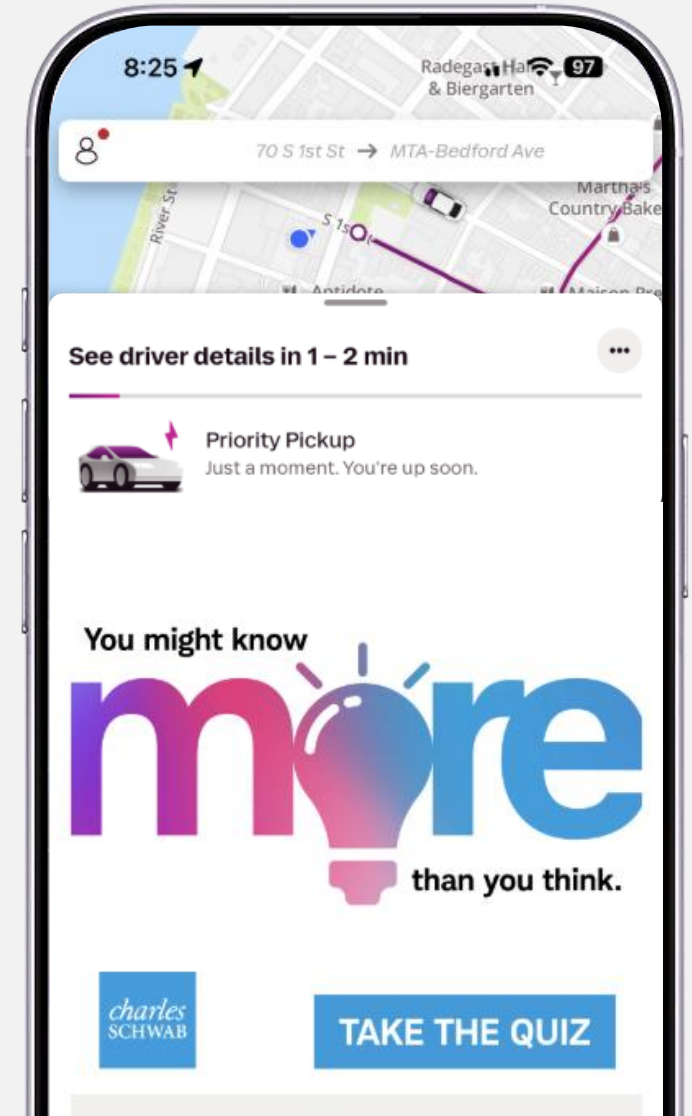 8:25
97
Radegast Hall
& Biergarten
70 S 1st St → MTA-Bedford Ave
Martha's
Country Bake
River St
S 1st
Antidote
Maison Pre
See driver details in 1 – 2 min
Priority Pickup
Just a moment. You're up soon.
You might know
more
than you think.
charles
SCHWAB
TAKE THE QUIZ